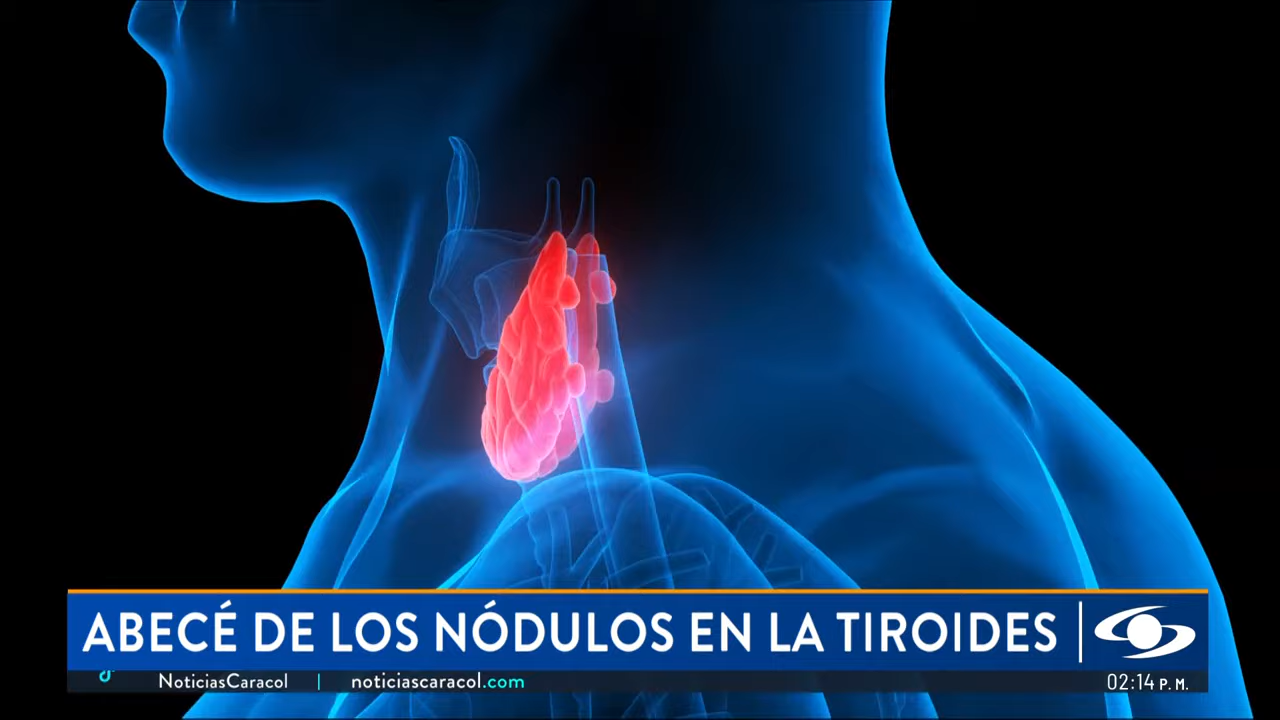 ABECÉ DE LOS NÓDULOS EN LA TIROIDES
NoticiasCaracol | noticiascaracol.com 02:14 P. M.